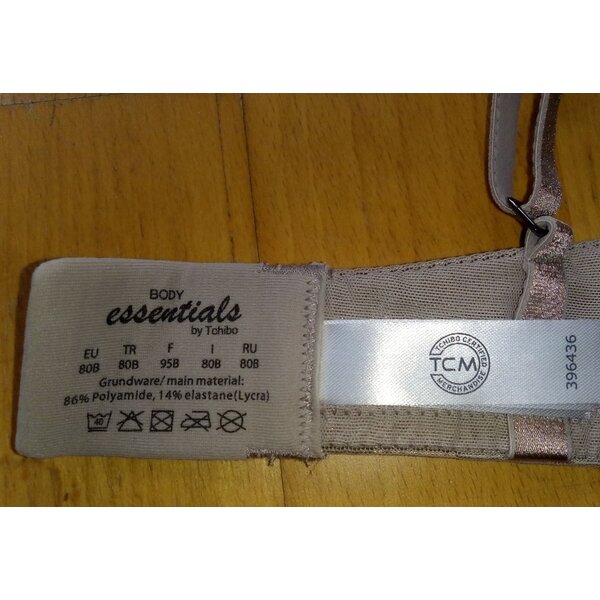 BODY
essentials
by Tchibo
EU TR F I RU
80B 80B 95B 80B 80B
Grundware/main material:
86% Polyamide, 14% elastane(Lycra)
40
TCHIBO CERTIFIED
TCM
MERCHANDISE
396436